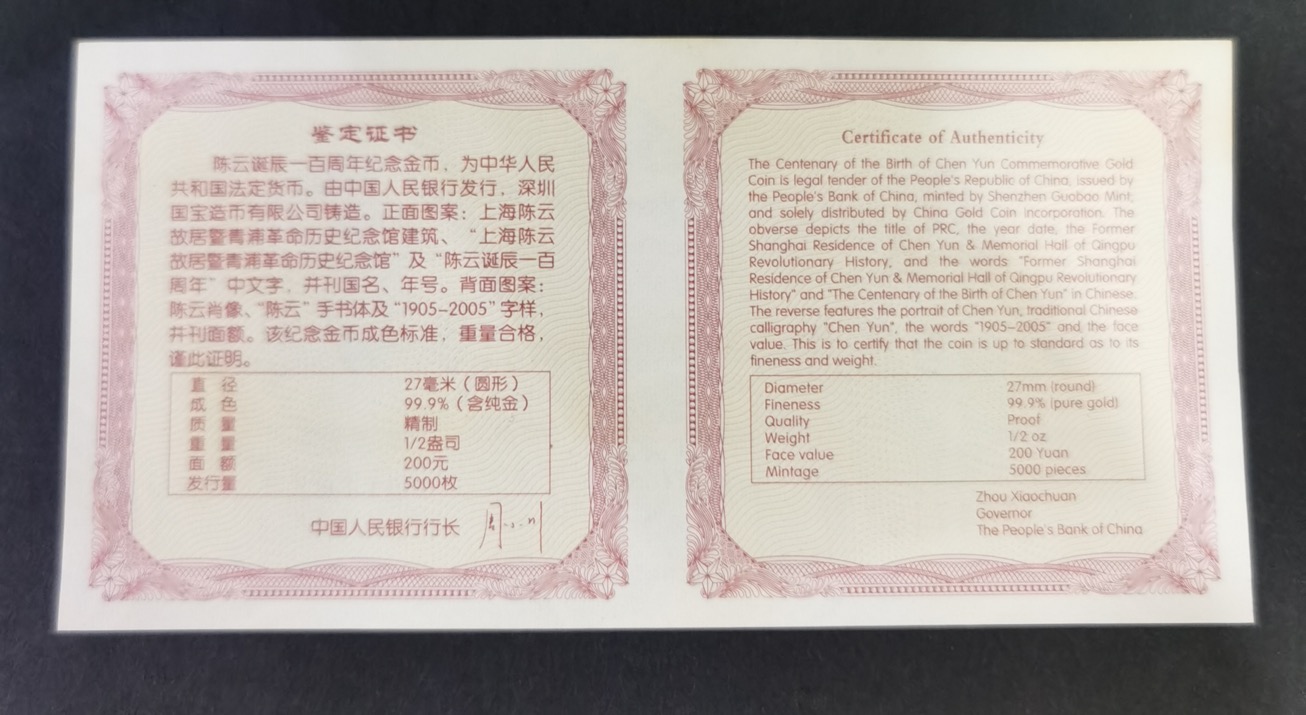 鉴定证书
陈云诞辰一百周年纪念金币，为中华人民
共和国法定货币。由中国人民银行发行，深圳
国宝造币有限公司铸造。正面图案：上海陈云
故居暨青浦革命历史纪念馆建筑、“上海陈云
故居暨青浦革命历史纪念馆”及“陈云诞辰一百
周年”中文字，并刊国名、年号。背面图案：
陈云肖像、“陈云”手书体及“1905–2005”字样，
并刊面额。该纪念金币成色标准，重量合格，
谨此证明。
直 径 27毫米（圆形）
成 色 99.9%（含纯金）
质 量 精制
重 量 1/2盎司
面 额 200元
发行量 5000枚
中国人民银行行长 周小川
Certificate of Authenticity
The Centenary of the Birth of Chen Yun Commemorative Gold
Coin is legal tender of the People's Republic of China, issued by
the People's Bank of China, minted by Shenzhen Guobao Mint,
and solely distributed by China Gold Coin Incorporation. The
obverse depicts the title of PRC, the year date, the Former
Shanghai Residence of Chen Yun & Memorial Hall of Qingpu
Revolutionary History, and the words "Former Shanghai
Residence of Chen Yun & Memorial Hall of Qingpu Revolutionary
History" and "The Centenary of the Birth of Chen Yun" in Chinese.
The reverse features the portrait of Chen Yun, traditional Chinese
calligraphy "Chen Yun", the words "1905–2005" and the face
value. This is to certify that the coin is up to standard as to its
fineness and weight.
Diameter 27mm (round)
Fineness 99.9% (pure gold)
Quality Proof
Weight 1/2 oz
Face value 200 Yuan
Mintage 5000 pieces
Zhou Xiaochuan
Governor
The People's Bank of China